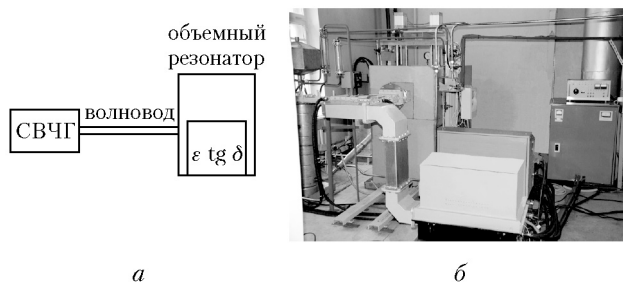 объемный
резонатор
волновод
СВЧГ
ε tg δ
а
б